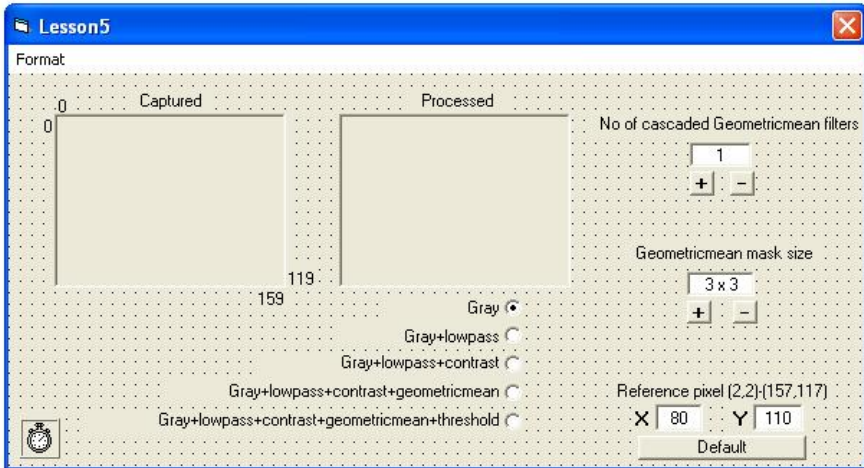 Lesson5
Format
Captured
Processed
0
0
119
159
No of cascaded Geometricmean filters
1
+ -
Geometricmean mask size
3 x 3
+ -
Gray
Gray+lowpass
Gray+lowpass+contrast
Gray+lowpass+contrast+geometricmean
Gray+lowpass+contrast+geometricmean+threshold
Reference pixel (2,2)-(157,117)
X 80 Y 110
Default